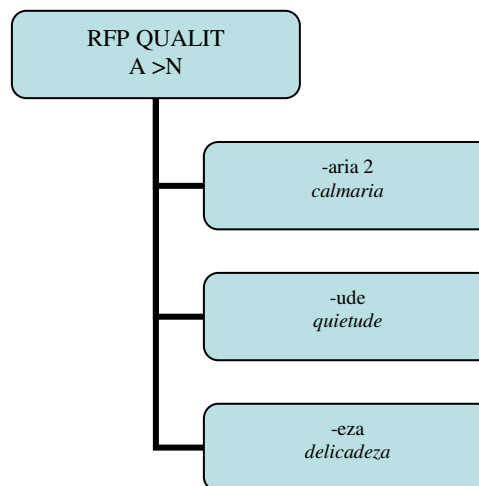 RFP QUALIT
A >N
-aria 2
calmaria
-ude
quietude
-eza
delicadeza